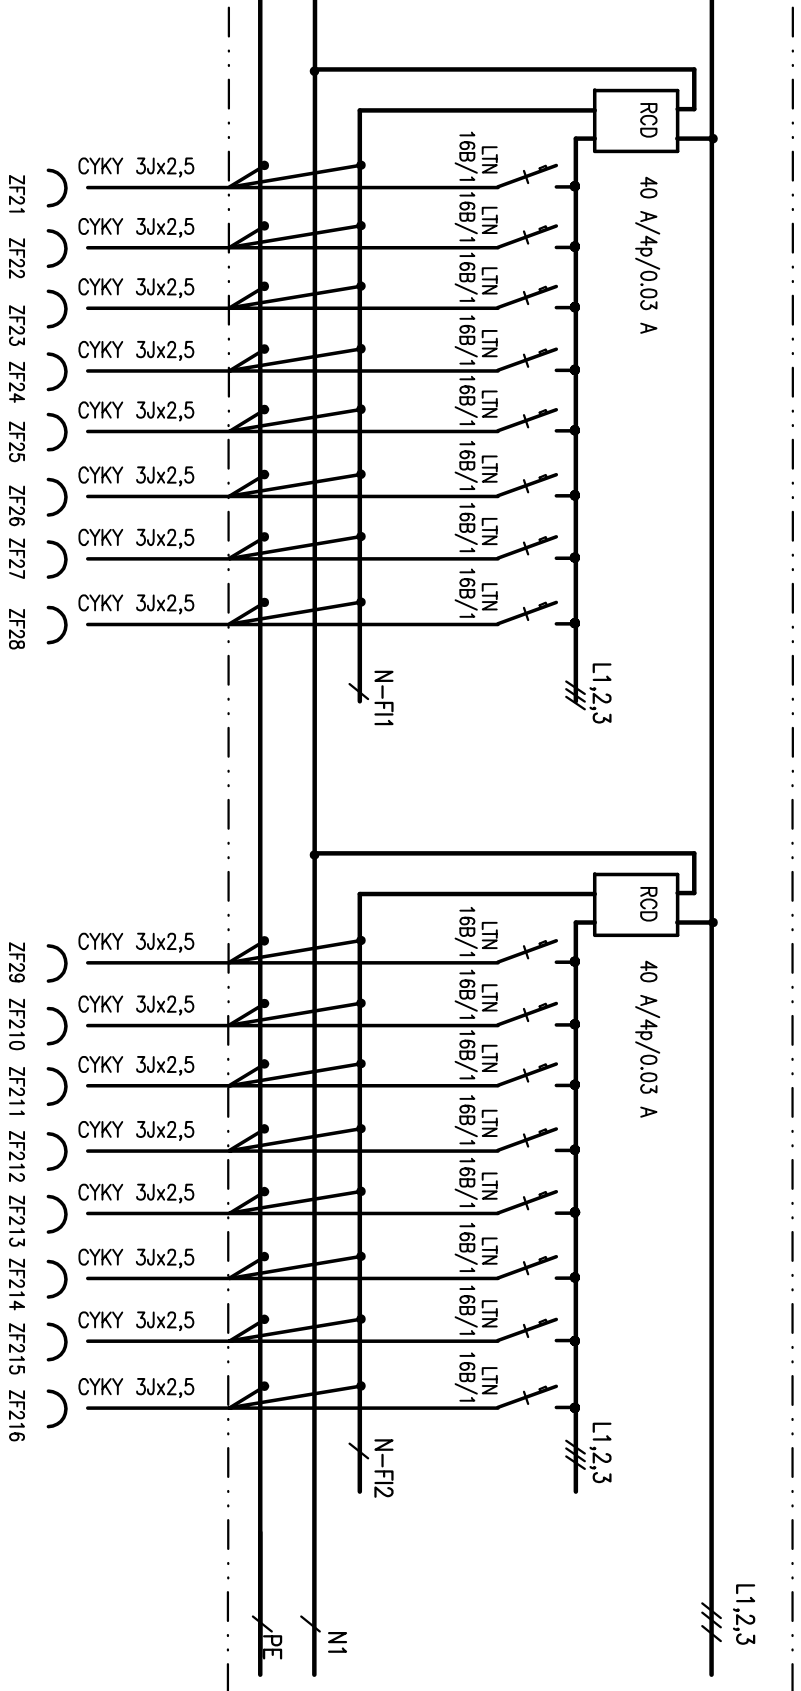 RCD
40 A/4p/0.03 A
CYKY 3Jx2,5
LTN
16B/1
ZF21
CYKY 3Jx2,5
LTN
16B/1
ZF22
CYKY 3Jx2,5
LTN
16B/1
ZF23
CYKY 3Jx2,5
LTN
16B/1
ZF24
CYKY 3Jx2,5
LTN
16B/1
ZF25
CYKY 3Jx2,5
LTN
16B/1
ZF26
CYKY 3Jx2,5
LTN
16B/1
ZF27
CYKY 3Jx2,5
LTN
16B/1
ZF28
N-FI1
L1,2,3
RCD
40 A/4p/0.03 A
CYKY 3Jx2,5
LTN
16B/1
ZF29
CYKY 3Jx2,5
LTN
16B/1
ZF210
CYKY 3Jx2,5
LTN
16B/1
ZF211
CYKY 3Jx2,5
LTN
16B/1
ZF212
CYKY 3Jx2,5
LTN
16B/1
ZF213
CYKY 3Jx2,5
LTN
16B/1
ZF214
CYKY 3Jx2,5
LTN
16B/1
ZF215
CYKY 3Jx2,5
LTN
16B/1
ZF216
N-FI2
L1,2,3
PE
N1
L1,2,3